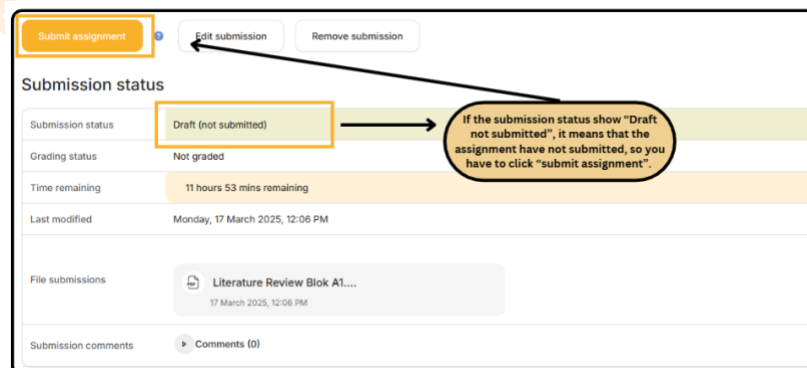 Submit assignment
Edit submission
Remove submission
Submission status
Submission status
Draft (not submitted)
If the submission status show “Draft
not submitted”, it means that the
assignment have not submitted, so you
have to click “submit assignment”.
Grading status
Not graded
Time remaining
11 hours 53 mins remaining
Last modified
Monday, 17 March 2025, 12:06 PM
File submissions
Literature Review Blok A1....
17 March 2025, 12:06 PM
Submission comments
Comments (0)